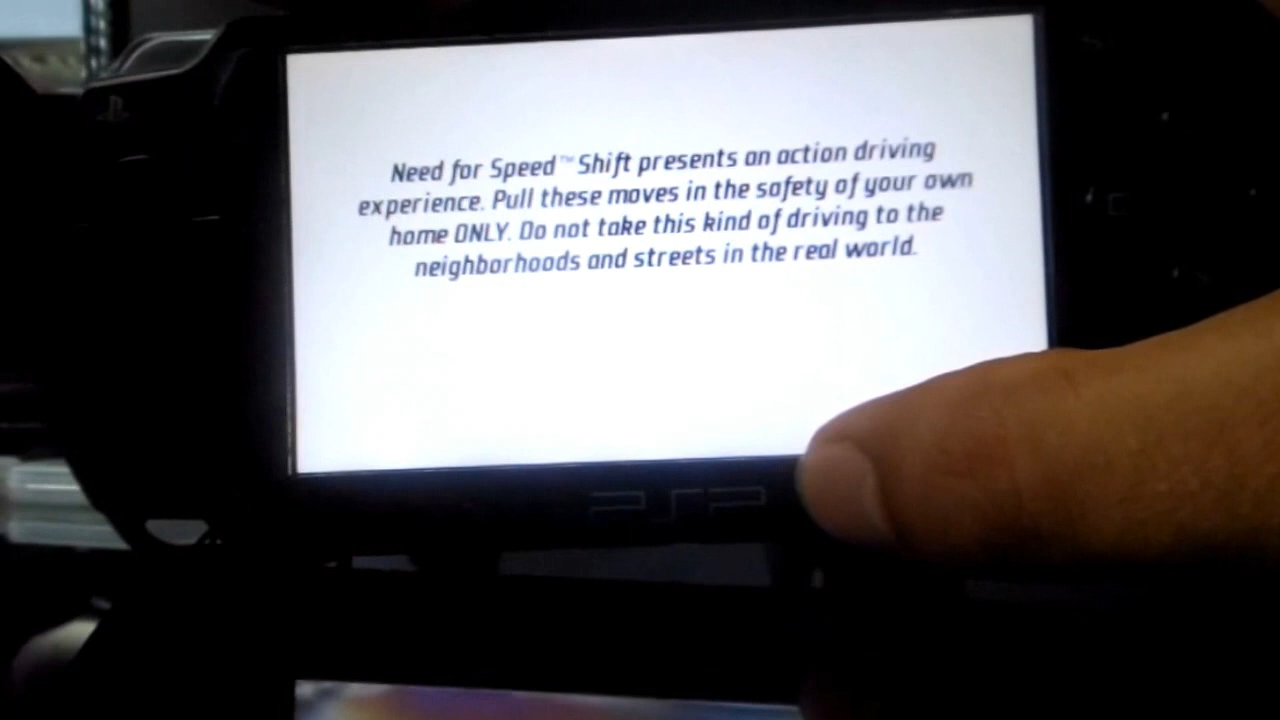 Need for Speed™ Shift presents an action driving
experience. Pull these moves in the safety of your own
home ONLY. Do not take this kind of driving to the
neighborhoods and streets in the real world.
PSP